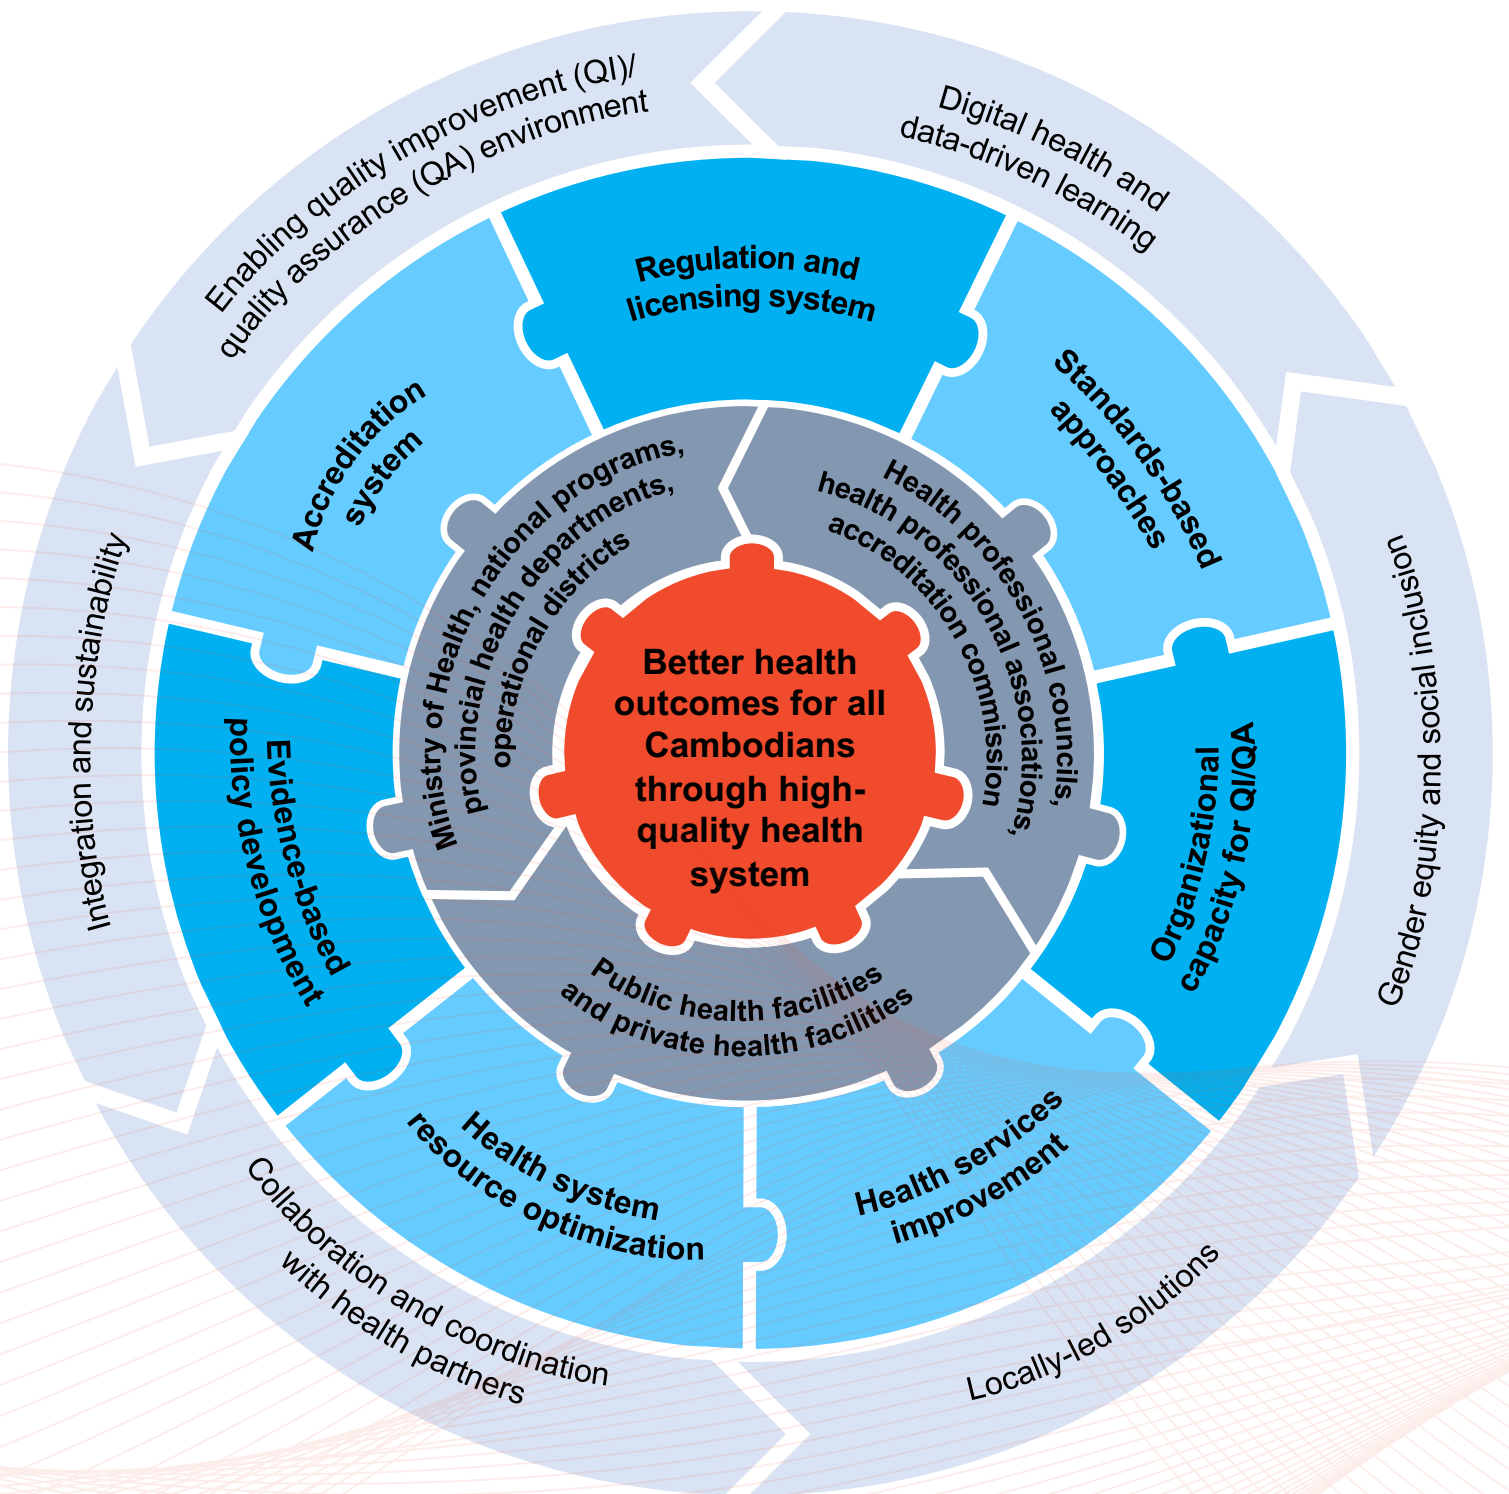 Enabling quality improvement (QI)/
quality assurance (QA) environment
Digital health and
data-driven learning
Gender equity and social inclusion
Locally-led solutions
Collaboration and coordination
with health partners
Integration and sustainability
Regulation and
licensing system
Standards-based
approaches
Organizational
capacity for QI/QA
Health services
improvement
Health system
resource optimization
Evidence-based
policy development
Accreditation
system
Ministry of Health, national programs,
provincial health departments,
operational districts
Health professional councils,
health professional associations,
accreditation commission
Public health facilities
and private health facilities
Better health
outcomes for all
Cambodians
through high-
quality health
system